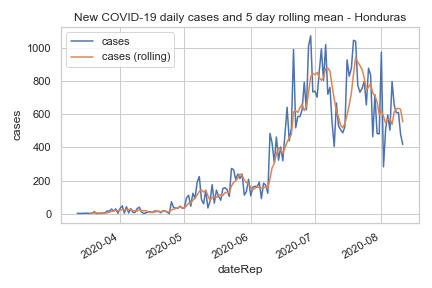 New COVID-19 daily cases and 5 day rolling mean - Honduras
cases
cases (rolling)
1000
800
600
400
200
0
cases
2020-04
2020-05
2020-06
2020-07
2020-08
dateRep